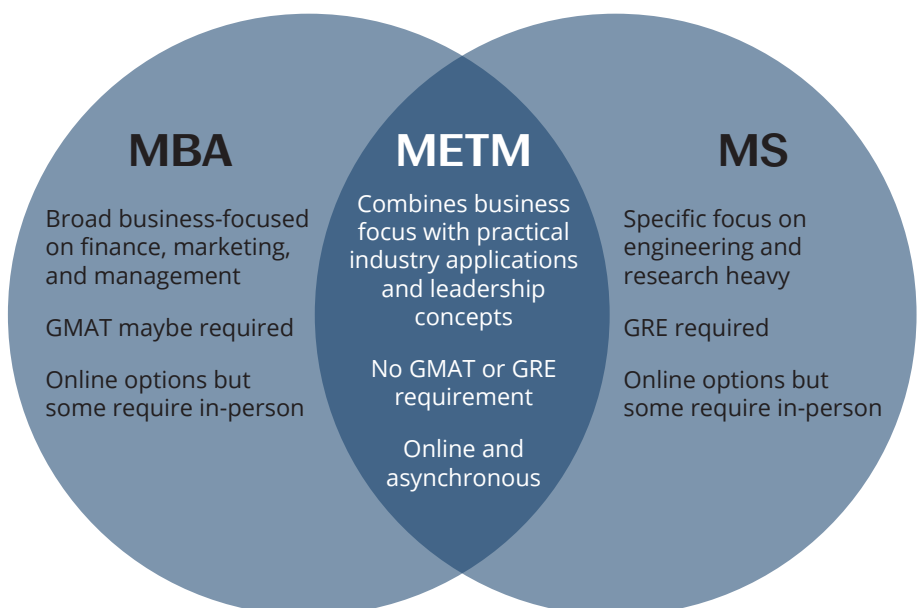 MBA
Broad business-focused
on finance, marketing,
and management
GMAT maybe required
Online options but
some require in-person
METM
Combines business
focus with practical
industry applications
and leadership
concepts
No GMAT or GRE
requirement
Online and
asynchronous
MS
Specific focus on
engineering and
research heavy
GRE required
Online options but
some require in-person